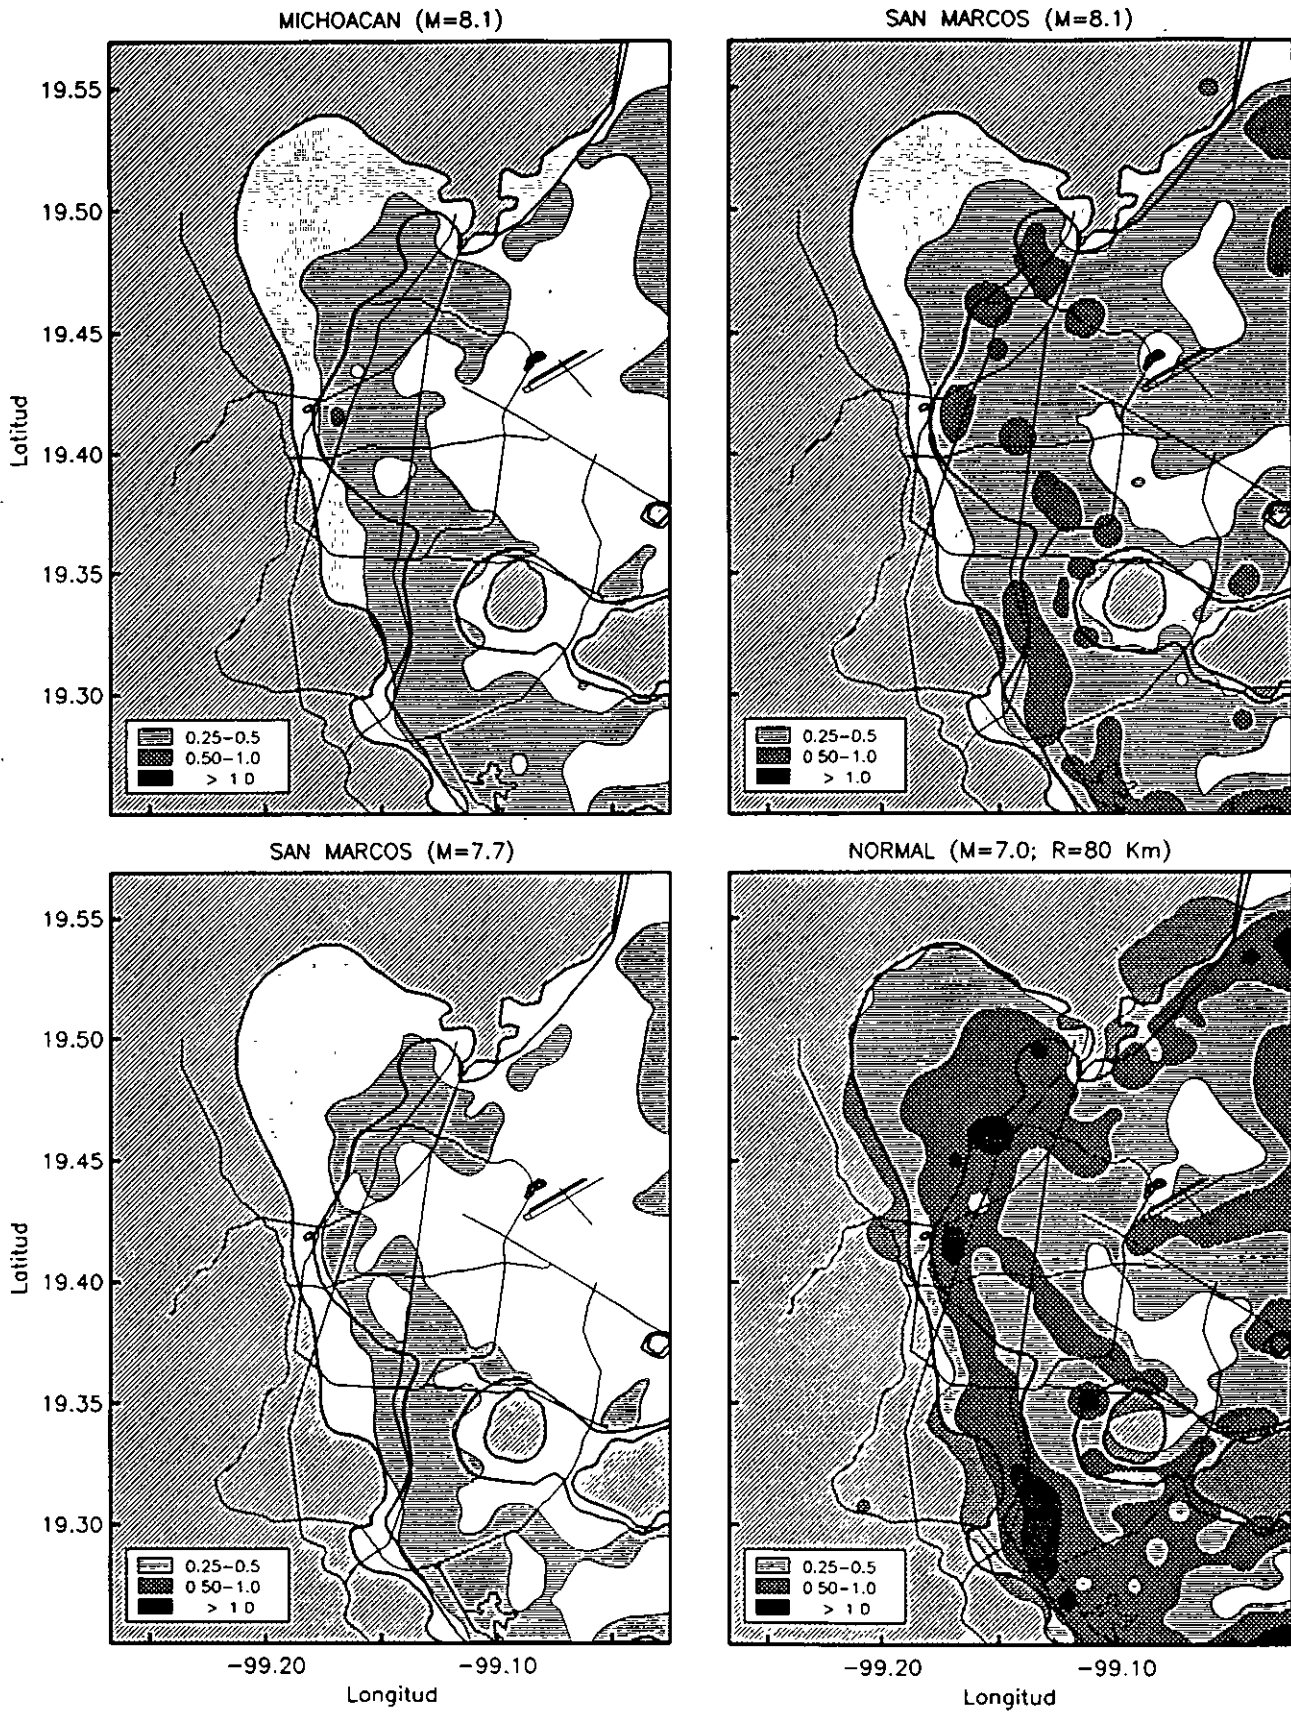 MICHOACAN (M=8.1)
SAN MARCOS (M=8.1)
19.55
19.50
19.45
19.40
19.35
19.30
Latitud
0.25-0.5
0.50-1.0
> 1 0
0.25-0.5
0 50-1.0
> 1.0
SAN MARCOS (M=7.7)
NORMAL (M=7.0; R=80 Km)
19.55
19.50
19.45
19.40
19.35
19.30
Latitud
0.25-0.5
0 50-1.0
> 1 0
0.25-0.5
0 50-1.0
> 1 0
-99.20
-99.10
-99.20
-99.10
Longitud
Longitud